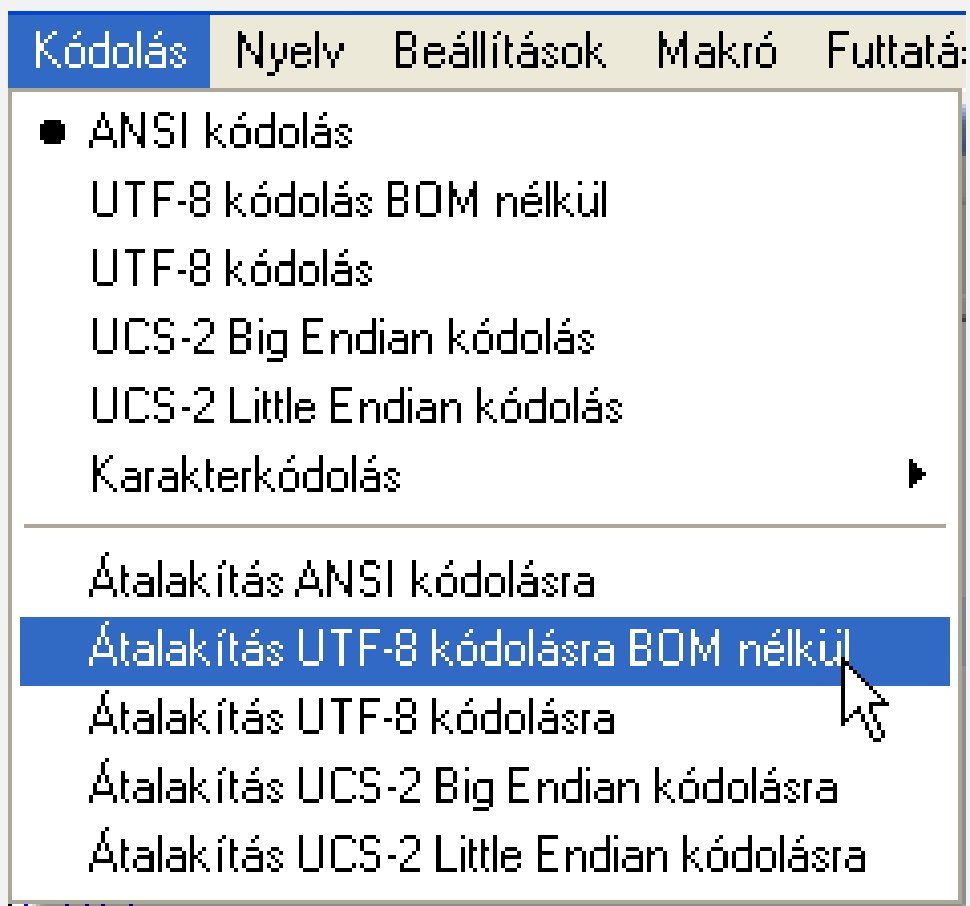 Kódolás Nyelv Beállítások Makró Futtatás
ANSI kódolás
UTF-8 kódolás BOM nélkül
UTF-8 kódolás
UCS-2 Big Endian kódolás
UCS-2 Little Endian kódolás
Karakterkódolás
Átalakítás ANSI kódolásra
Átalakítás UTF-8 kódolásra BOM nélkül
Átalakítás UTF-8 kódolásra
Átalakítás UCS-2 Big Endian kódolásra
Átalakítás UCS-2 Little Endian kódolásra